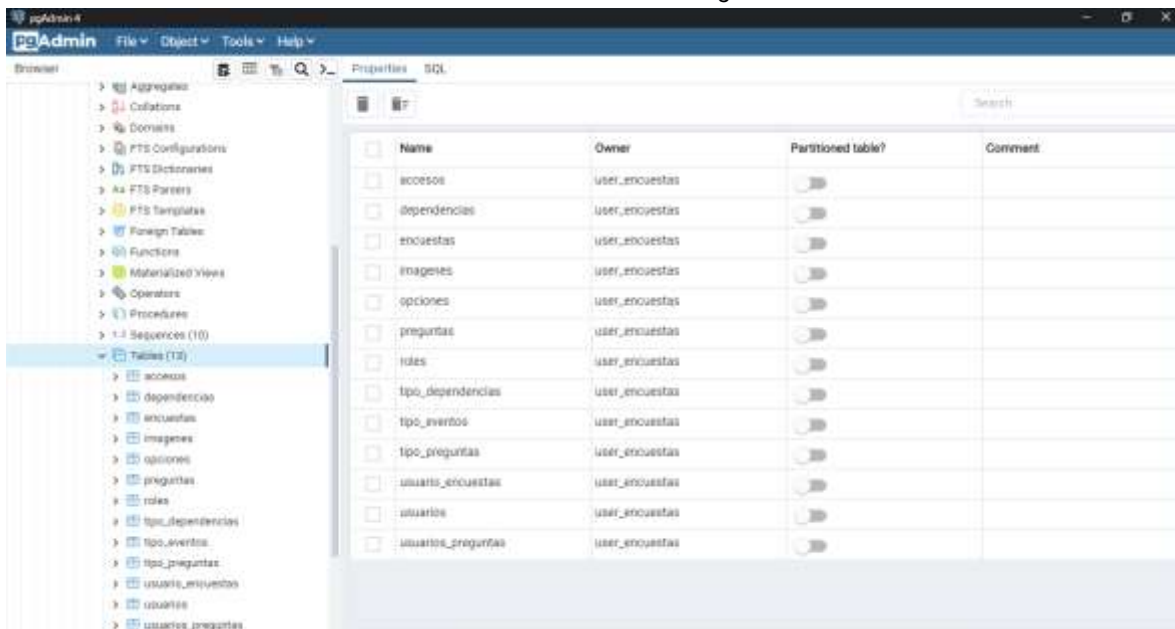 pgAdmin 4
pgAdmin File Object Tools Help
Browser
Properties SQL
Search
Aggregates
Collations
Domains
FTS Configurations
FTS Dictionaries
FTS Parsers
FTS Templates
Foreign Tables
Functions
Materialized Views
Operators
Procedures
1..3 Sequences (10)
Tables (13)
accesos
dependencias
encuestas
imagenes
opciones
preguntas
roles
tipo_dependencias
tipo_eventos
tipo_preguntas
usuario_encuestas
usuarios
usuarios_preguntas
Name Owner Partitioned table? Comment
accesos user_encuestas
dependencias user_encuestas
encuestas user_encuestas
imagenes user_encuestas
opciones user_encuestas
preguntas user_encuestas
roles user_encuestas
tipo_dependencias user_encuestas
tipo_eventos user_encuestas
tipo_preguntas user_encuestas
usuario_encuestas user_encuestas
usuarios user_encuestas
usuarios_preguntas user_encuestas